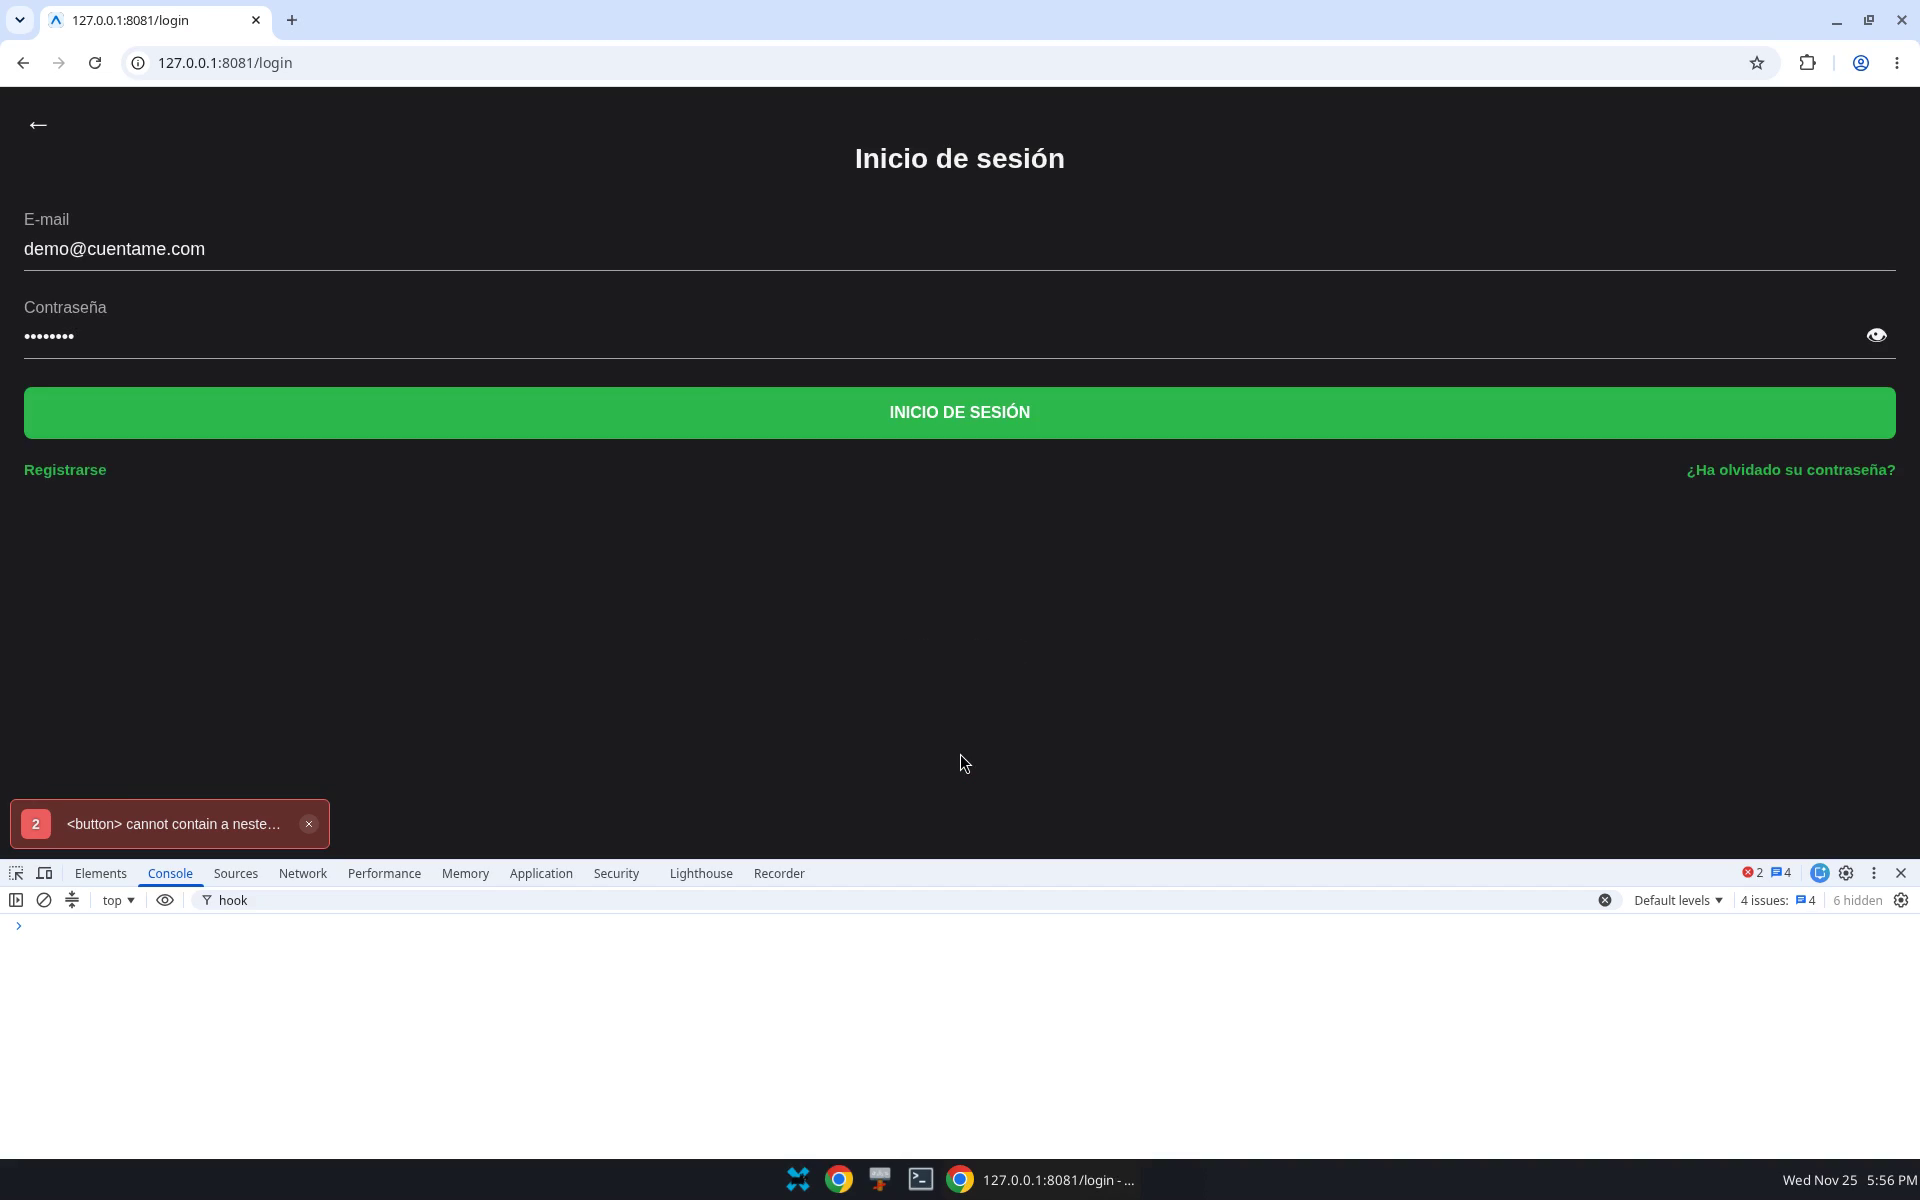 127.0.0.1:8081/login
127.0.0.1:8081/login
←
Inicio de sesión
E-mail
demo@cuentame.com
Contraseña
••••••••
INICIO DE SESIÓN
Registrarse
¿Ha olvidado su contraseña?
2 <button> cannot contain a neste…
Elements Console Sources Network Performance Memory Application Security Lighthouse Recorder 2 4
top hook Default levels 4 issues: 4 6 hidden
127.0.0.1:8081/login - ... Wed Nov 25 5:56 PM